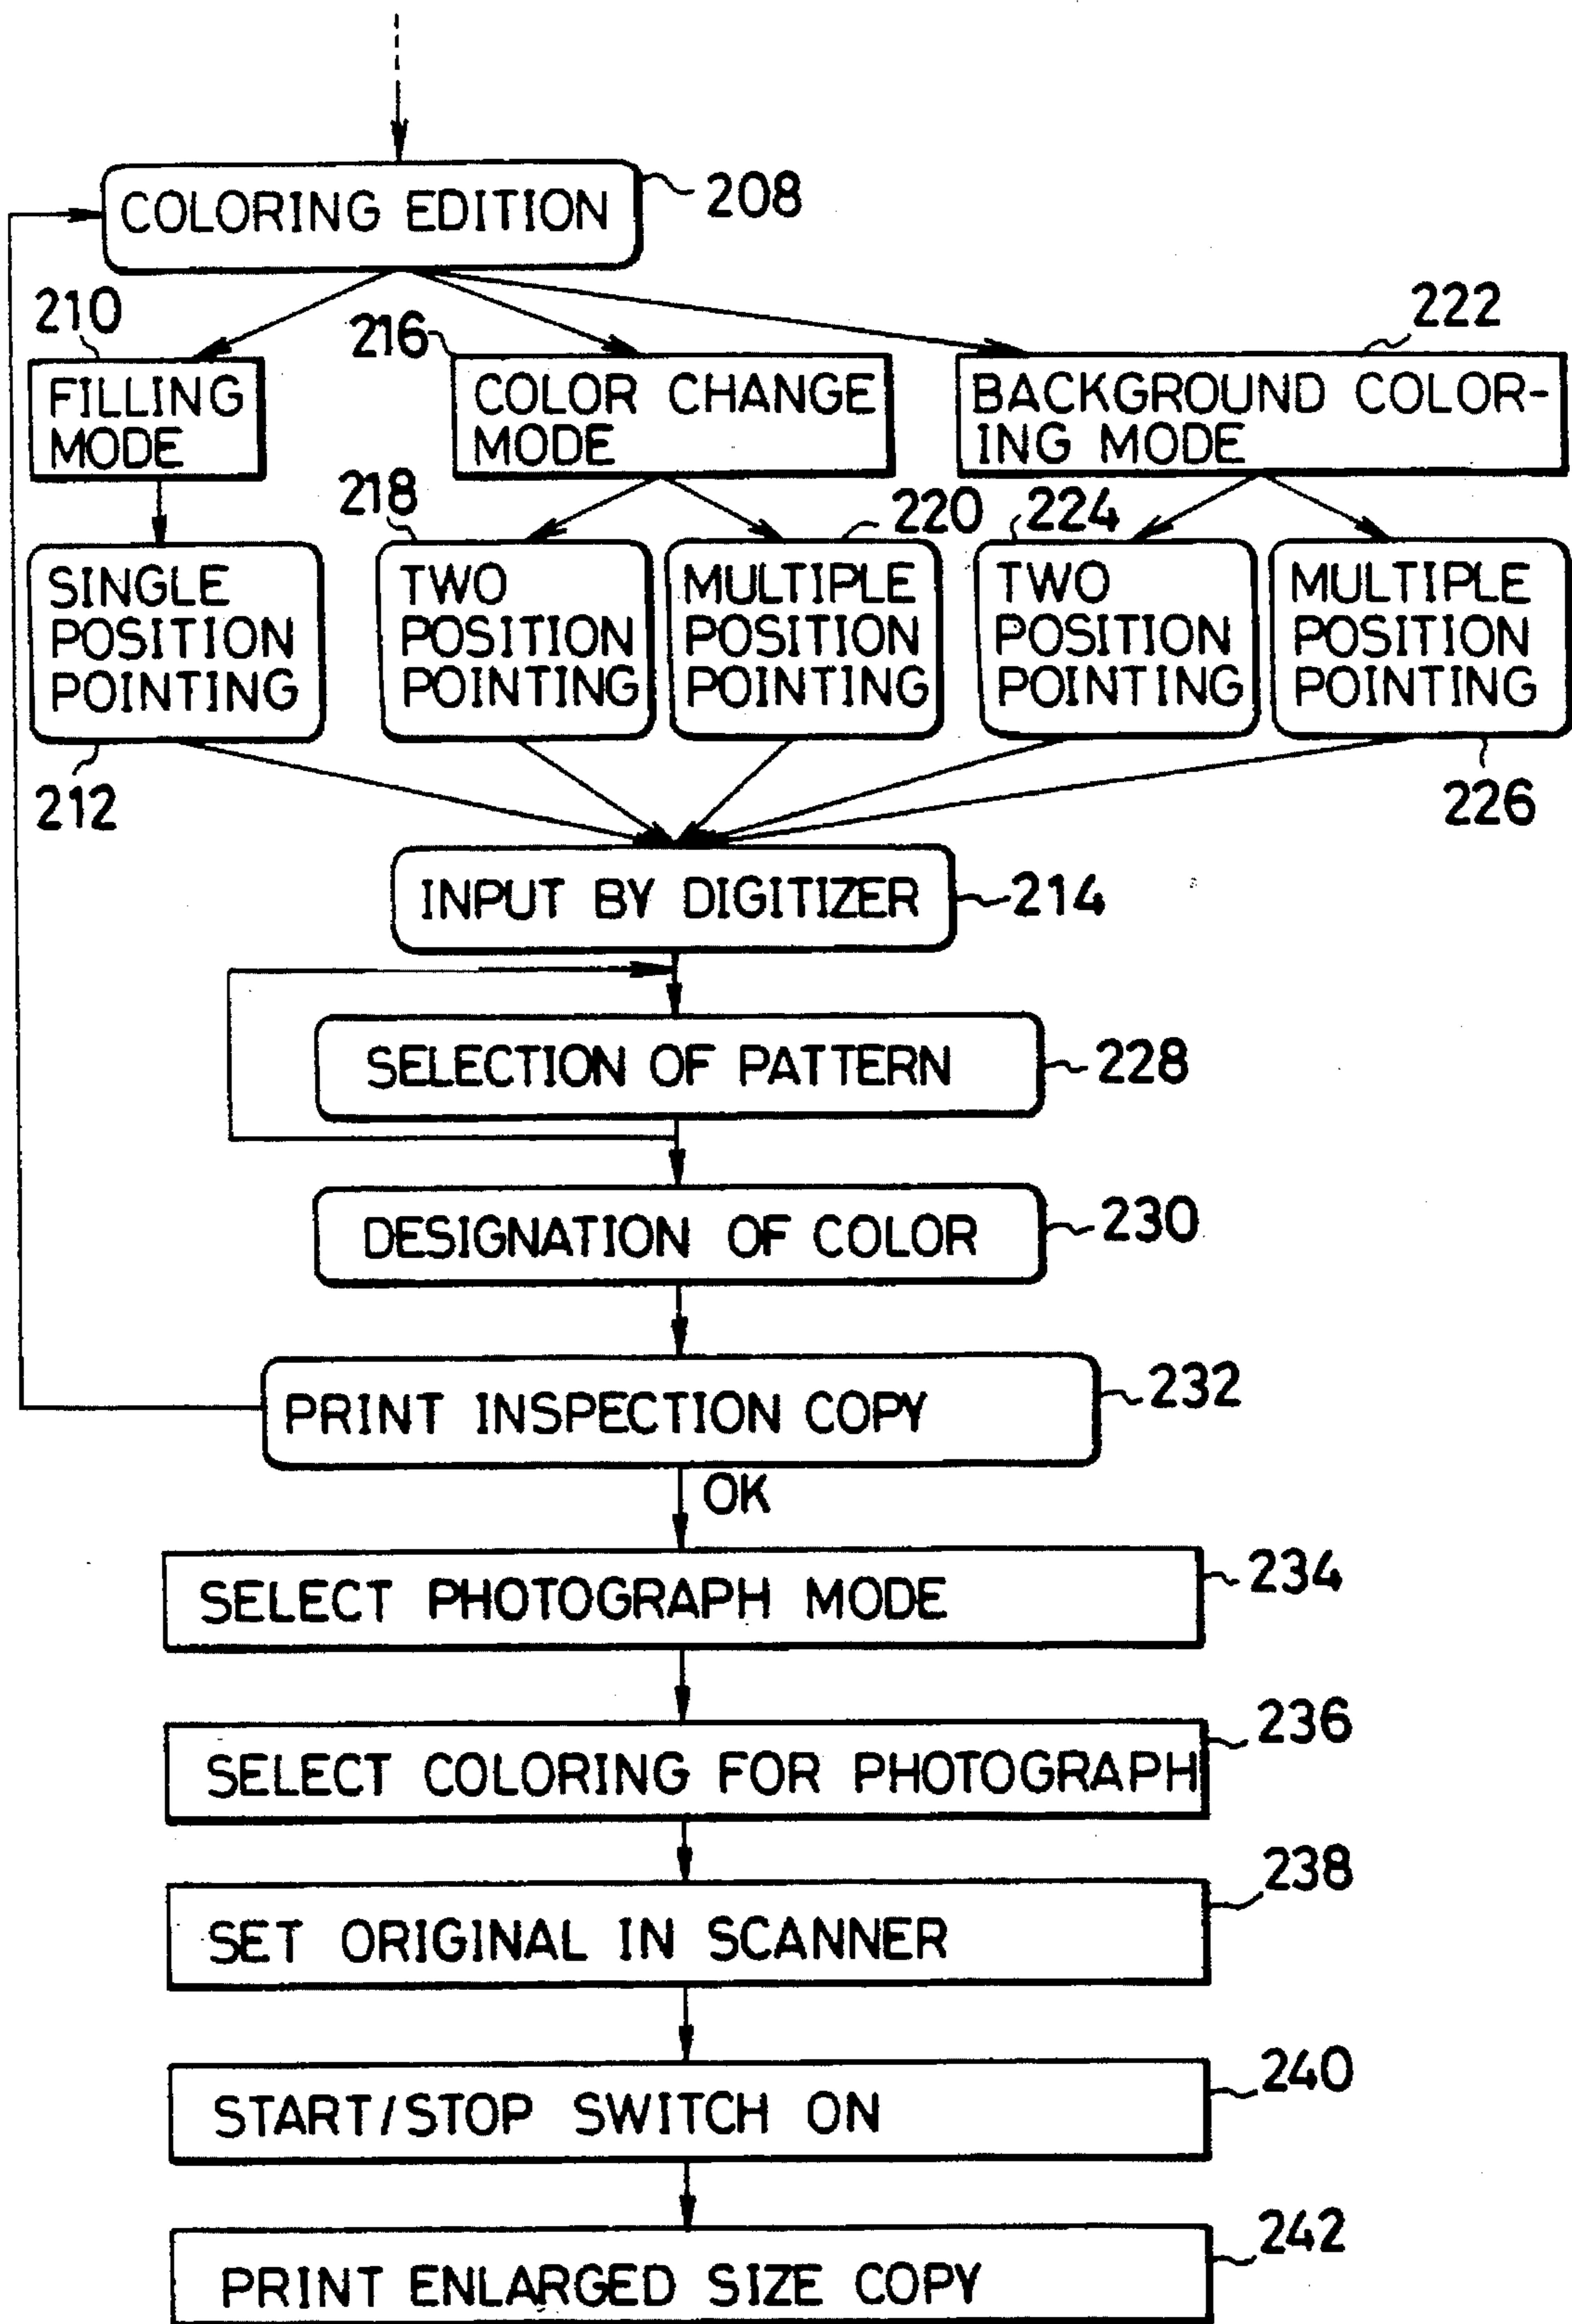 COLORING EDITION
208
210
216
222
FILLING
MODE
COLOR CHANGE
MODE
BACKGROUND COLOR-
ING MODE
218
220
224
SINGLE
POSITION
POINTING
TWO
POSITION
POINTING
MULTIPLE
POSITION
POINTING
TWO
POSITION
POINTING
MULTIPLE
POSITION
POINTING
212
226
INPUT BY DIGITIZER
214
SELECTION OF PATTERN
228
DESIGNATION OF COLOR
230
PRINT INSPECTION COPY
232
OK
SELECT PHOTOGRAPH MODE
234
SELECT COLORING FOR PHOTOGRAPH
236
SET ORIGINAL IN SCANNER
238
START/STOP SWITCH ON
240
PRINT ENLARGED SIZE COPY
242